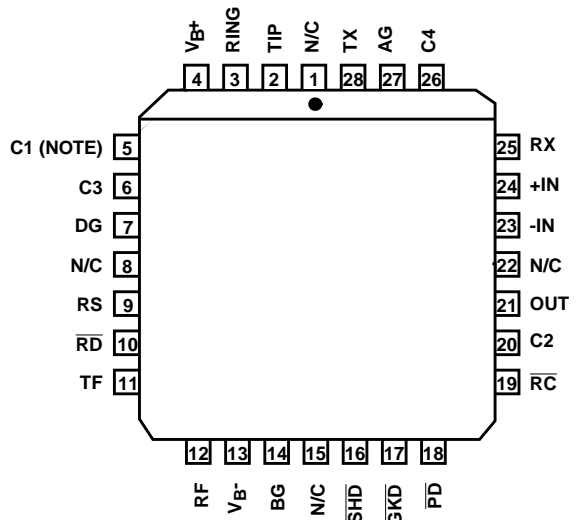 VB+
RING
TIP
N/C
TX
AG
C4
4
3
2
1
28
27
26
C1 (NOTE) 5
C3 6
DG 7
N/C 8
RS 9
RD 10
TF 11
25 RX
24 +IN
23 -IN
22 N/C
21 OUT
20 C2
19 RC
12
13
14
15
16
17
18
RF
VB-
BG
N/C
SHD
GKD
PD